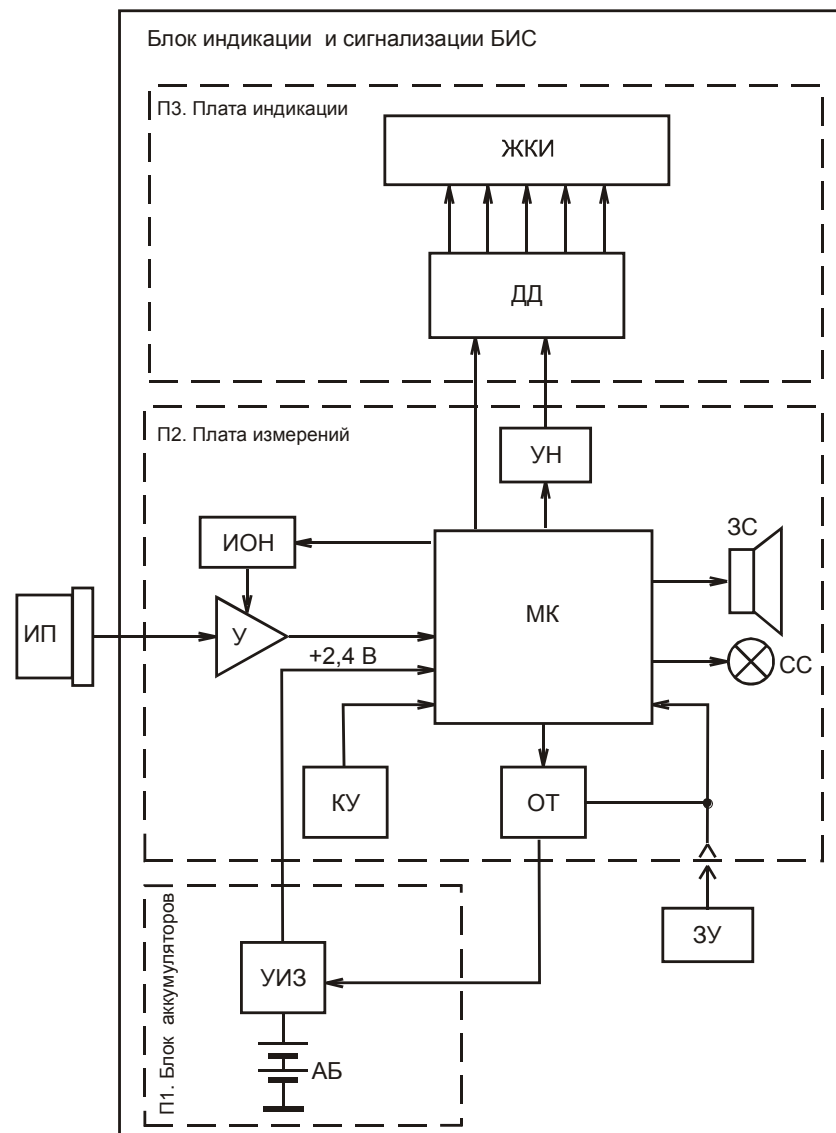 Блок индикации и сигнализации БИС
П3. Плата индикации
ЖКИ
ДД
П2. Плата измерений
УН
ИОН
ЗС
МК
ИП
У
+2,4 В
СС
КУ
ОТ
ЗУ
П1. Блок аккумуляторов
УИЗ
АБ